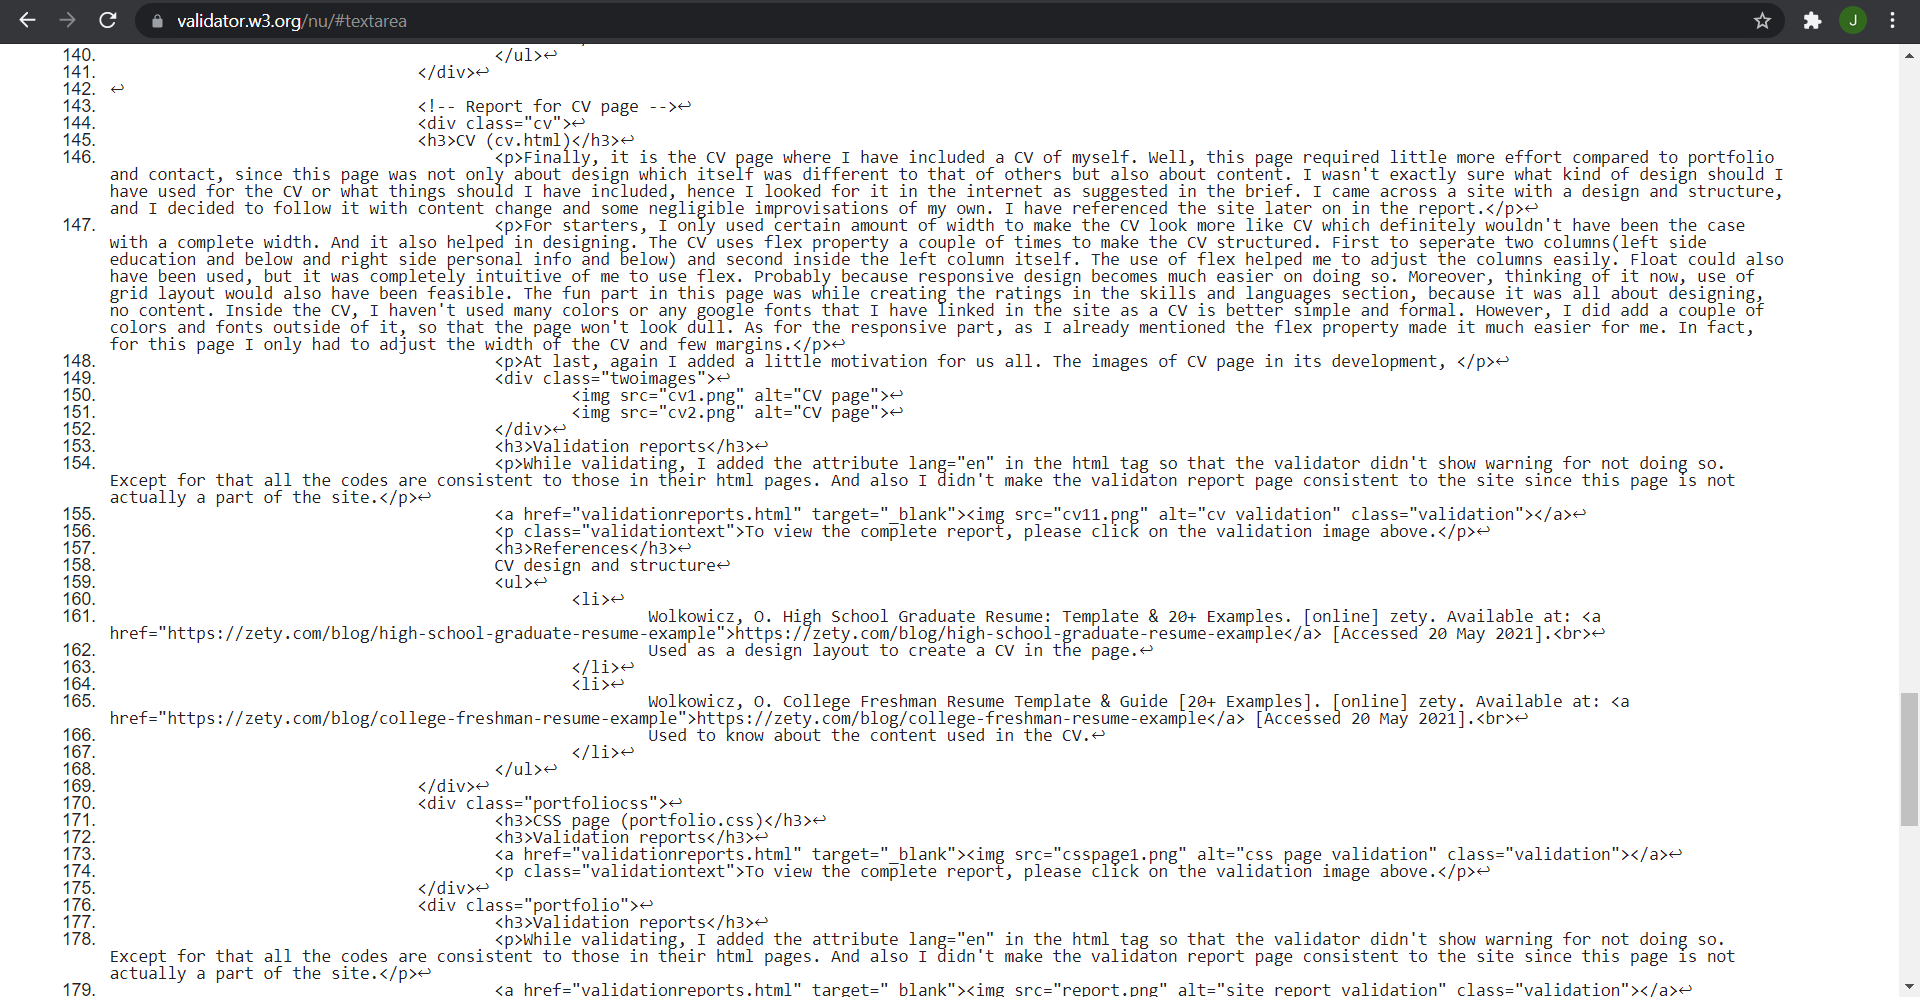 validator.w3.org/nu/#textarea
J
140. </ul>↩
141. </div>↩
142. ↩
143. <!-- Report for CV page -->↩
144. <div class="cv">↩
145. <h3>CV (cv.html)</h3>↩
146. <p>Finally, it is the CV page where I have included a CV of myself. Well, this page required little more effort compared to portfolio
and contact, since this page was not only about design which itself was different to that of others but also about content. I wasn't exactly sure what kind of design should I
have used for the CV or what things should I have included, hence I looked for it in the internet as suggested in the brief. I came across a site with a design and structure,
and I decided to follow it with content change and some negligible improvisations of my own. I have referenced the site later on in the report.</p>↩
147. <p>For starters, I only used certain amount of width to make the CV look more like CV which definitely wouldn't have been the case
with a complete width. And it also helped in designing. The CV uses flex property a couple of times to make the CV structured. First to seperate two columns(left side
education and below and right side personal info and below) and second inside the left column itself. The use of flex helped me to adjust the columns easily. Float could also
have been used, but it was completely intuitive of me to use flex. Probably because responsive design becomes much easier on doing so. Moreover, thinking of it now, use of
grid layout would also have been feasible. The fun part in this page was while creating the ratings in the skills and languages section, because it was all about designing,
no content. Inside the CV, I haven't used many colors or any google fonts that I have linked in the site as a CV is better simple and formal. However, I did add a couple of
colors and fonts outside of it, so that the page won't look dull. As for the responsive part, as I already mentioned the flex property made it much easier for me. In fact,
for this page I only had to adjust the width of the CV and few margins.</p>↩
148. <p>At last, again I added a little motivation for us all. The images of CV page in its development, </p>↩
149. <div class="twoimages">↩
150. <img src="cv1.png" alt="CV page">↩
151. <img src="cv2.png" alt="CV page">↩
152. </div>↩
153. <h3>Validation reports</h3>↩
154. <p>While validating, I added the attribute lang="en" in the html tag so that the validator didn't show warning for not doing so.
Except for that all the codes are consistent to those in their html pages. And also I didn't make the validaton report page consistent to the site since this page is not
actually a part of the site.</p>↩
155. <a href="validationreports.html" target="_blank"><img src="cv11.png" alt="cv validation" class="validation"></a>↩
156. <p class="validationtext">To view the complete report, please click on the validation image above.</p>↩
157. <h3>References</h3>↩
158. CV design and structure↩
159. <ul>↩
160. <li>↩
161. Wolkowicz, O. High School Graduate Resume: Template & 20+ Examples. [online] zety. Available at: <a
href="https://zety.com/blog/high-school-graduate-resume-example">https://zety.com/blog/high-school-graduate-resume-example</a> [Accessed 20 May 2021].<br>↩
162. Used as a design layout to create a CV in the page.↩
163. </li>↩
164. <li>↩
165. Wolkowicz, O. College Freshman Resume Template & Guide [20+ Examples]. [online] zety. Available at: <a
href="https://zety.com/blog/college-freshman-resume-example">https://zety.com/blog/college-freshman-resume-example</a> [Accessed 20 May 2021].<br>↩
166. Used to know about the content used in the CV.↩
167. </li>↩
168. </ul>↩
169. </div>↩
170. <div class="portfoliocss">↩
171. <h3>CSS page (portfolio.css)</h3>↩
172. <h3>Validation reports</h3>↩
173. <a href="validationreports.html" target="_blank"><img src="csspage1.png" alt="css page validation" class="validation"></a>↩
174. <p class="validationtext">To view the complete report, please click on the validation image above.</p>↩
175. </div>↩
176. <div class="portfolio">↩
177. <h3>Validation reports</h3>↩
178. <p>While validating, I added the attribute lang="en" in the html tag so that the validator didn't show warning for not doing so.
Except for that all the codes are consistent to those in their html pages. And also I didn't make the validaton report page consistent to the site since this page is not
actually a part of the site.</p>↩
179. <a href="validationreports.html" target="_blank"><img src="report.png" alt="site report validation" class="validation"></a>↩